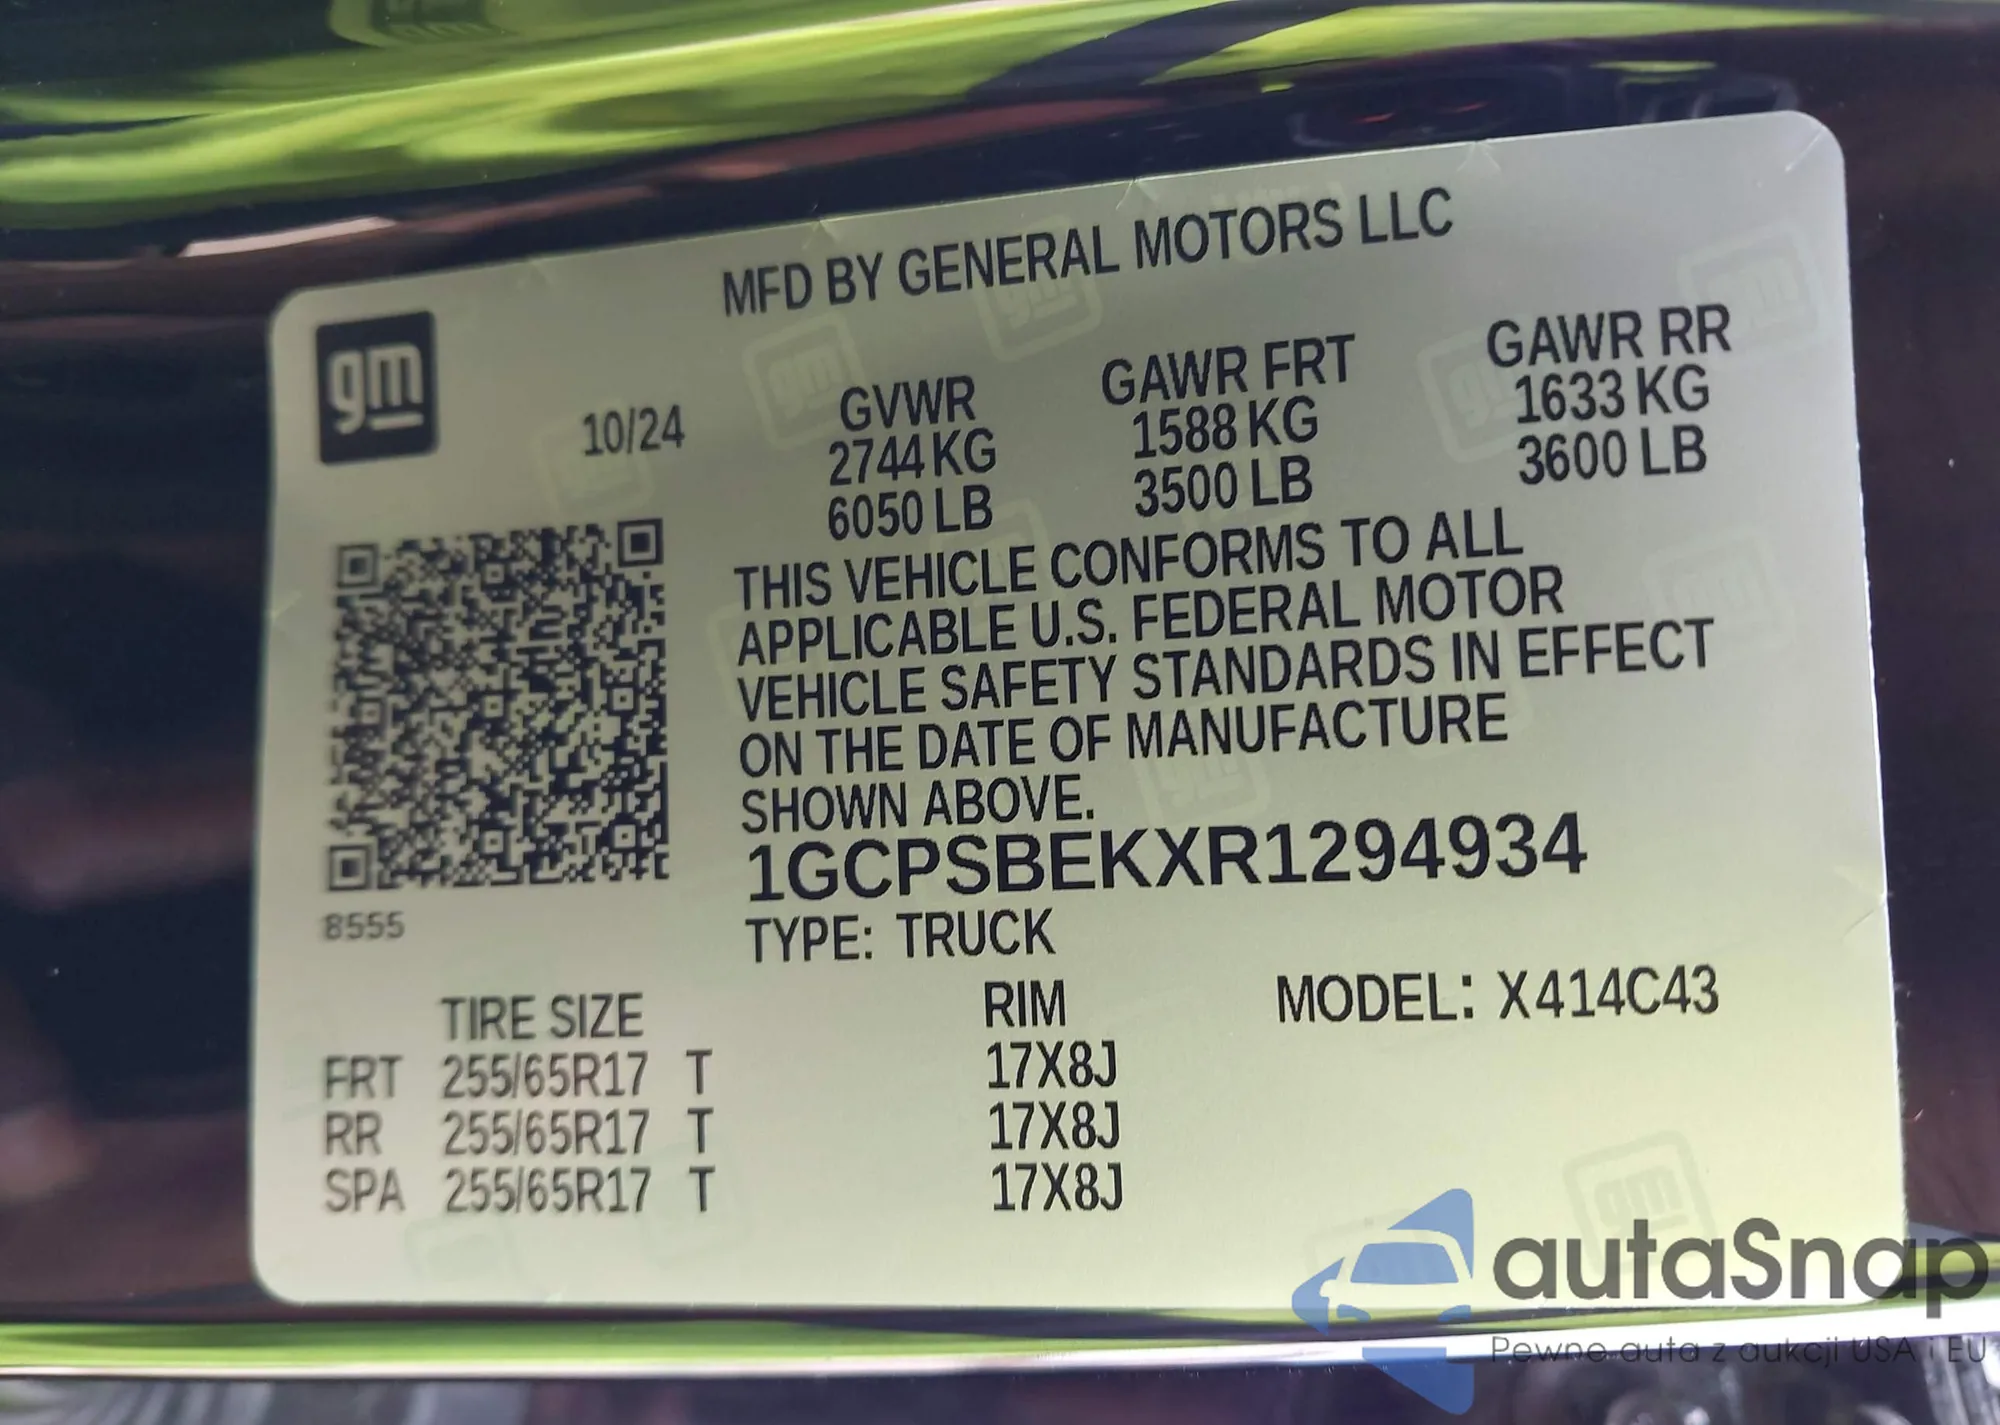 MFD BY GENERAL MOTORS LLC
gm
10/24
GVWR
2744 KG
6050 LB
GAWR FRT
1588 KG
3500 LB
GAWR RR
1633 KG
3600 LB
THIS VEHICLE CONFORMS TO ALL
APPLICABLE U.S. FEDERAL MOTOR
VEHICLE SAFETY STANDARDS IN EFFECT
ON THE DATE OF MANUFACTURE
SHOWN ABOVE.
1GCPSBEKXR1294934
8555
TYPE: TRUCK
TIRE SIZE RIM MODEL: X414C43
FRT 255/65R17 T 17X8J
RR 255/65R17 T 17X8J
SPA 255/65R17 T 17X8J
autaSnap
Pewne auta z aukcji USA i EU